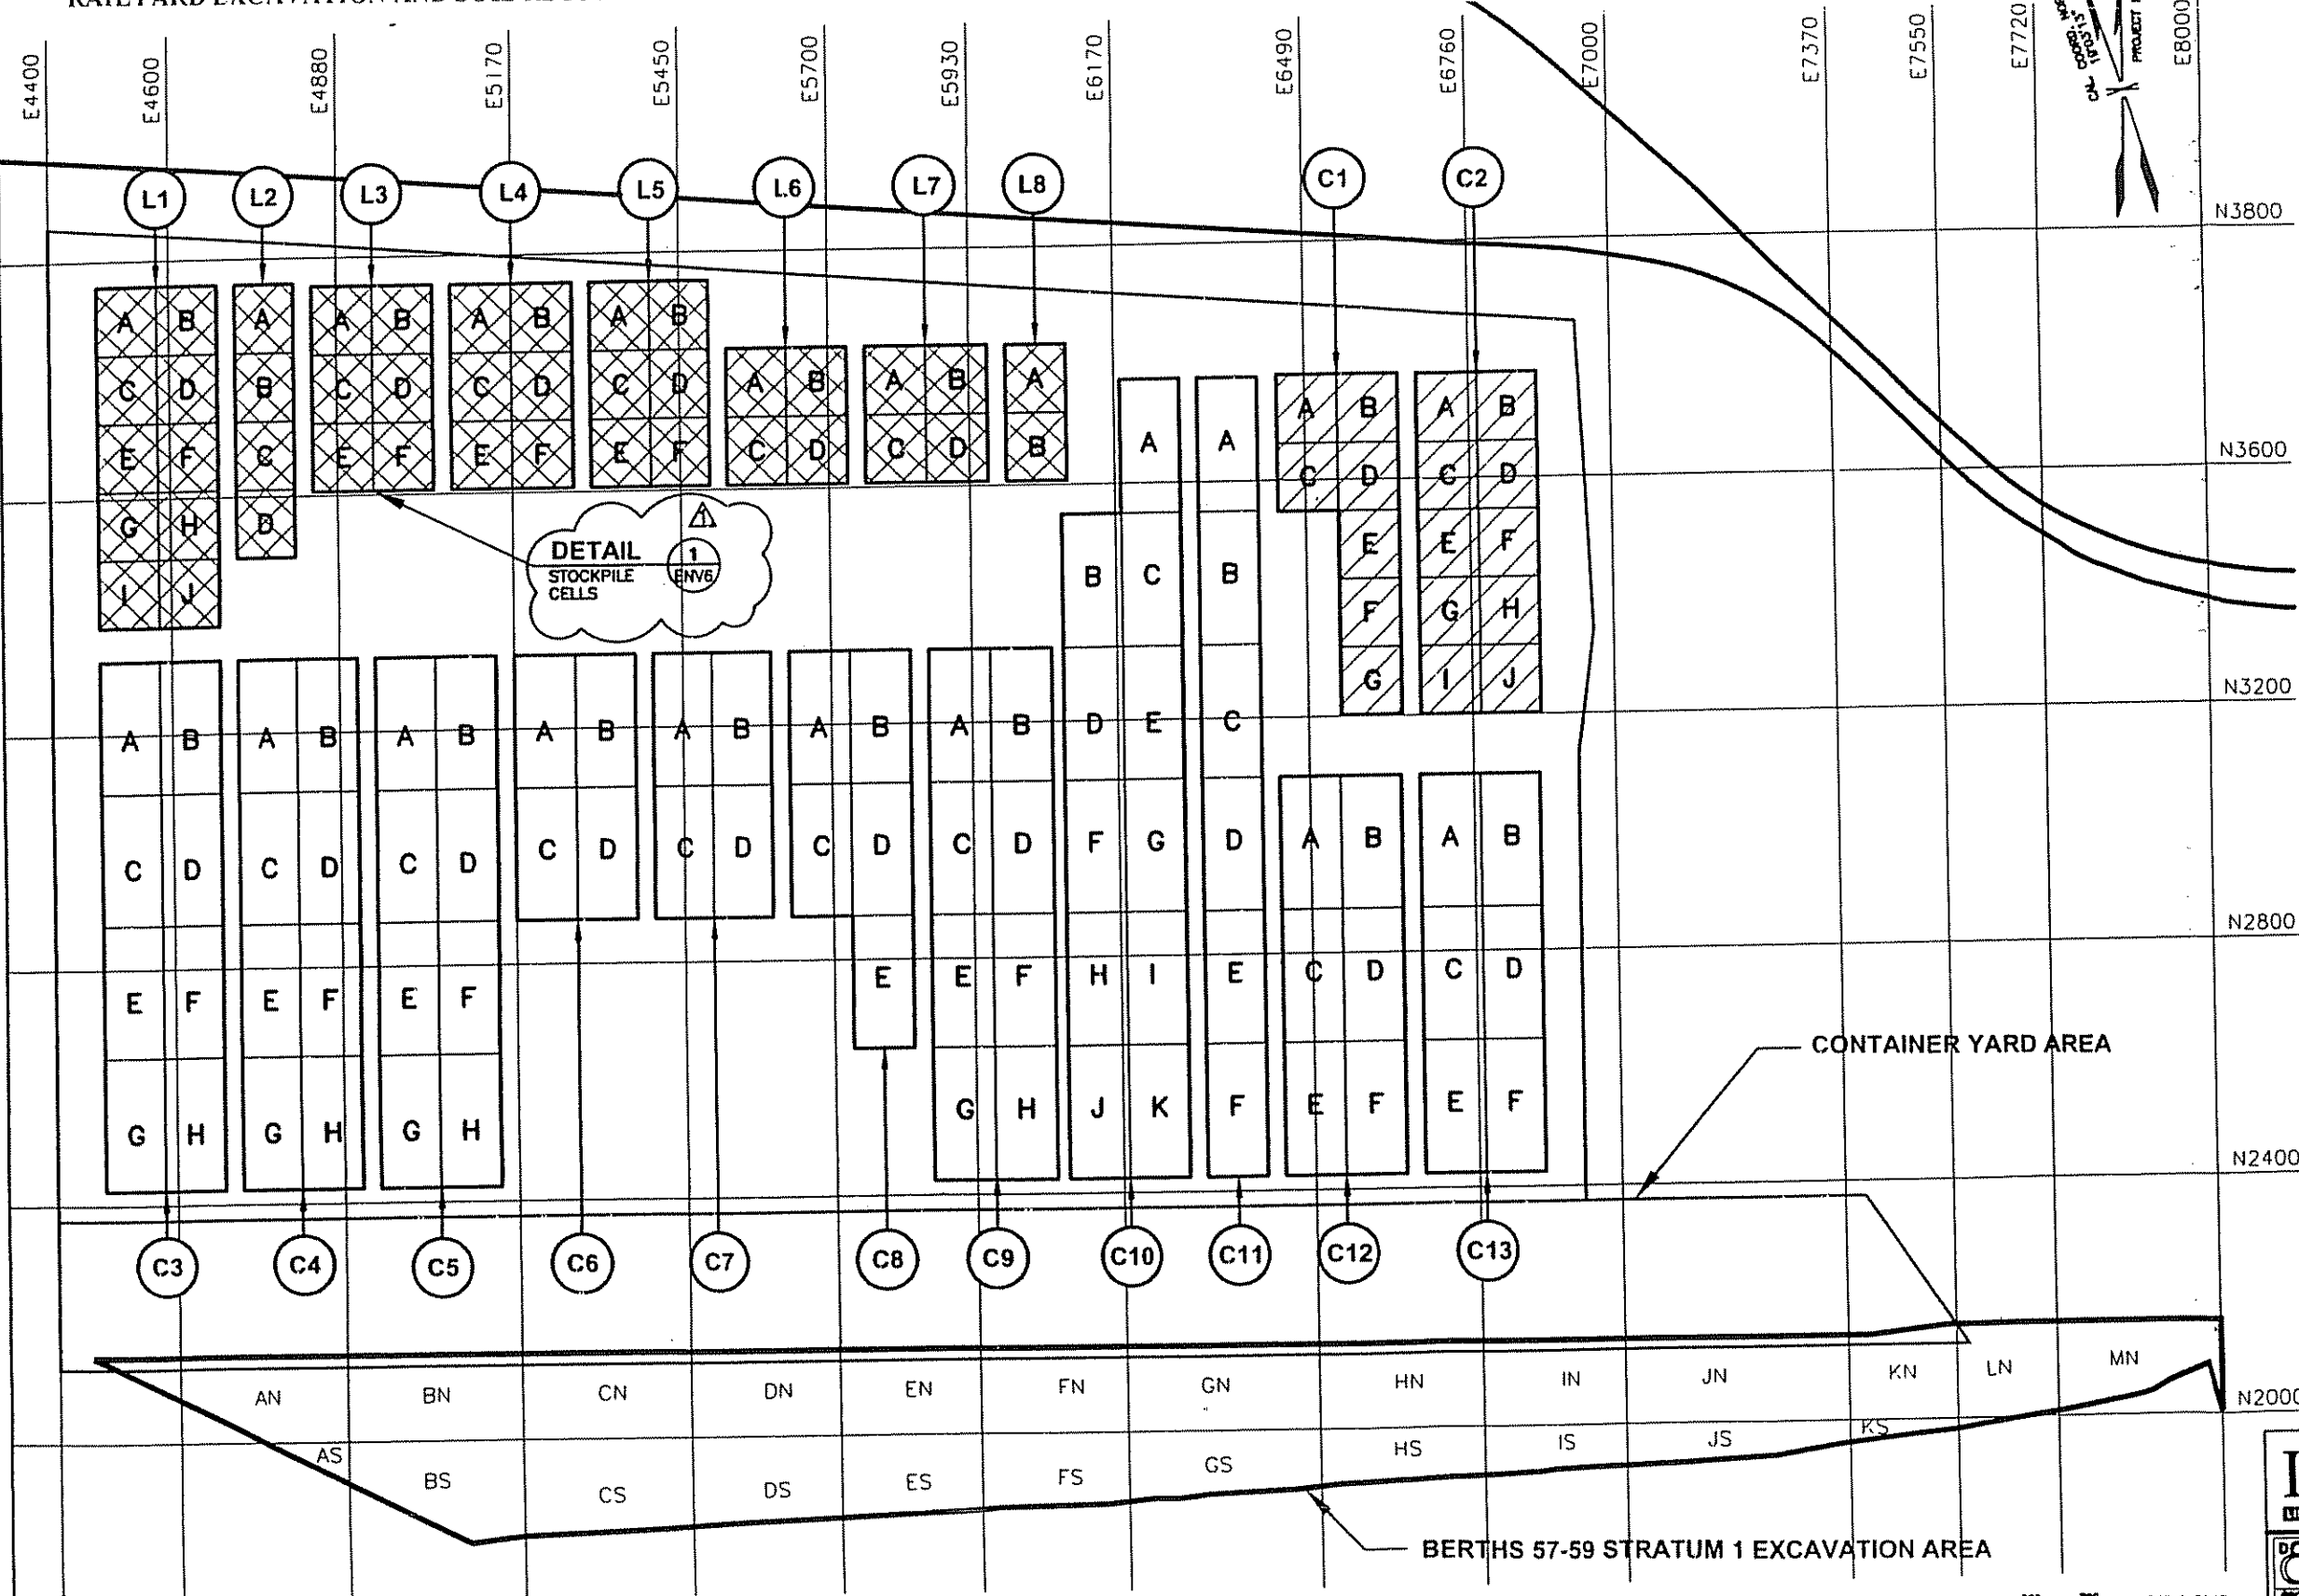 E4400 E4600 E4880 E5170 E5450 E5700 E5930 E6170 E6490 E6760 E7000 E7370 E7550 E7720 E8000
L1 L2 L3 L4 L5 L6 L7 L8 C1 C2
N3800
A B A A B A B A B
A B A B A
A A A B A B
C D B C D C D C D
C D C D B
C D C D
N3600
E F C E F E F E F
G H D
I J
DETAIL
STOCKPILE
CELLS
1
1
ENV6
B C B
E E F
F G H
G I J
N3200
A B A B A B A B A B A B A B D E C
C D C D C D C D C D C D C D F G D A B A B
N2800
E F E F E F E E F H I E C D C D
CONTAINER YARD AREA
G H G H G H G H J K F E F E F
N2400
C3 C4 C5 C6 C7 C8 C9 C10 C11 C12 C13
AN BN CN DN EN FN GN HN IN JN KN LN MN
N2000
AS BS CS DS ES FS GS HS IS JS KS
BERTHS 57-59 STRATUM 1 EXCAVATION AREA